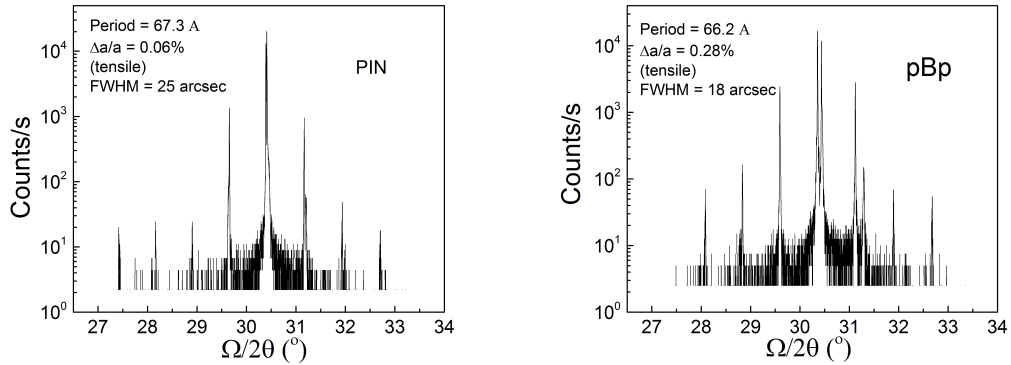 Period = 67.3 A
Δa/a = 0.06%
(tensile)
FWHM = 25 arcsec
PIN
Counts/s
10⁴
10³
10²
10¹
10⁰
27 28 29 30 31 32 33 34
Ω/2θ (°)
Period = 66.2 A
Δa/a = 0.28%
(tensile)
FWHM = 18 arcsec
pBp
Counts/s
10⁴
10³
10²
10¹
10⁰
27 28 29 30 31 32 33 34
Ω/2θ (°)